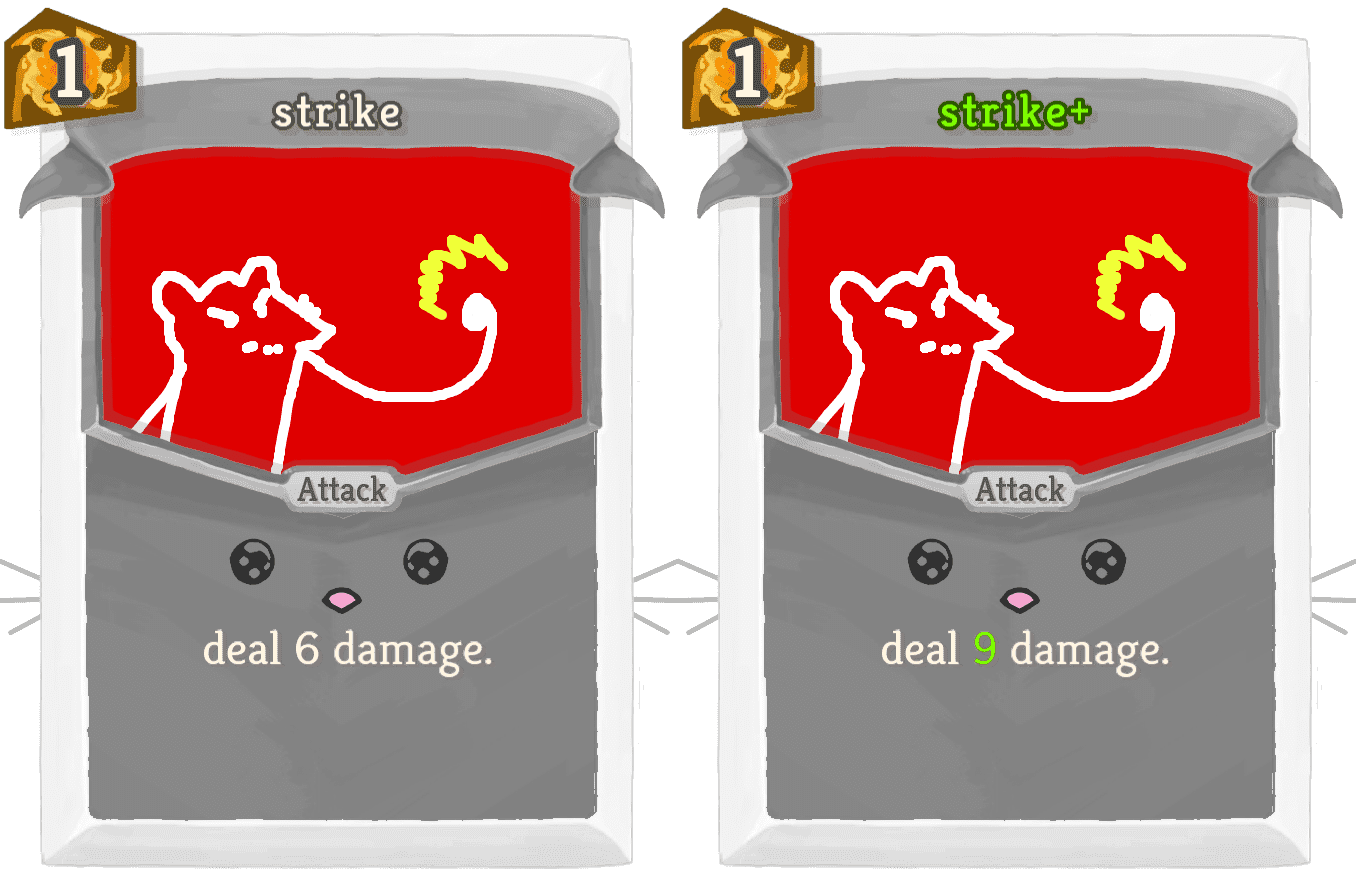 1
strike
Attack
deal 6 damage.
1
strike+
Attack
deal 9 damage.